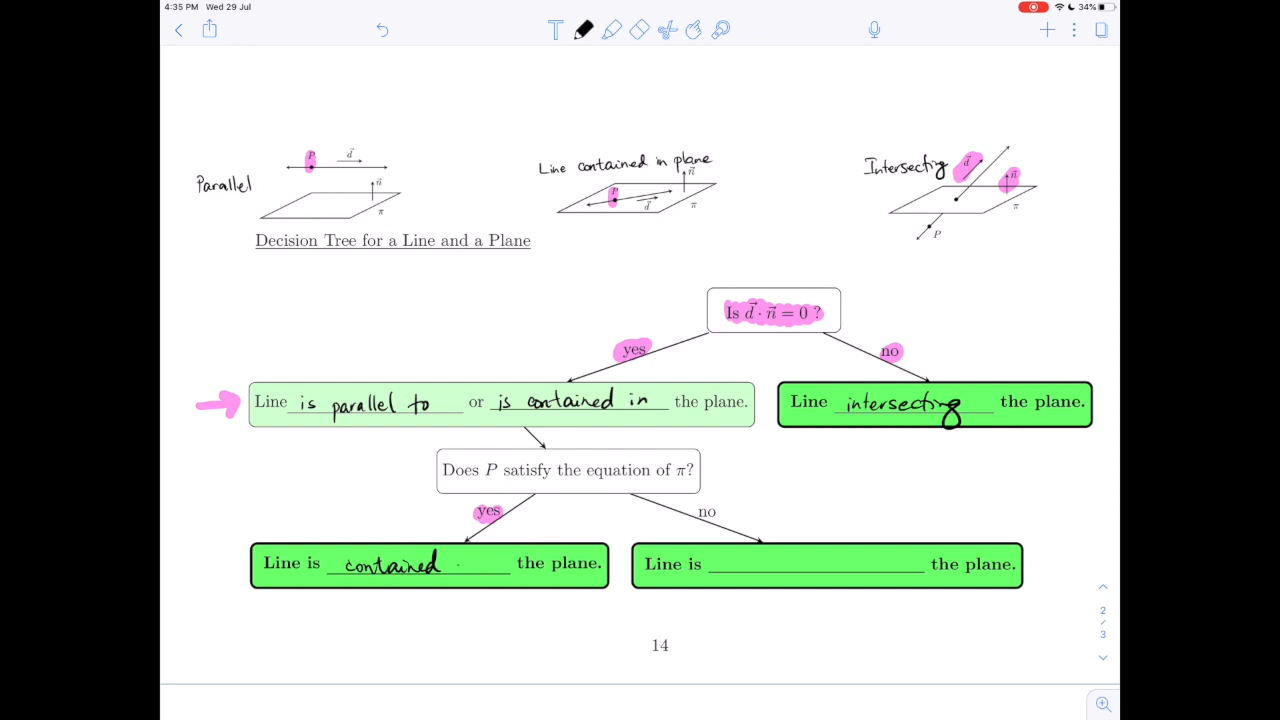 4:35 PM Wed 29 Jul
34%
T
P
d⃗
Parallel
n⃗
π
Line contained in plane
n⃗
P
d⃗
π
Intersecting
d⃗
n⃗
π
P
Decision Tree for a Line and a Plane
Is d⃗ · n⃗ = 0 ?
yes
no
Line is parallel to or is contained in the plane.
Line intersecting the plane.
Does P satisfy the equation of π?
yes
no
Line is contained the plane.
Line is ____ the plane.
2
/
3
14